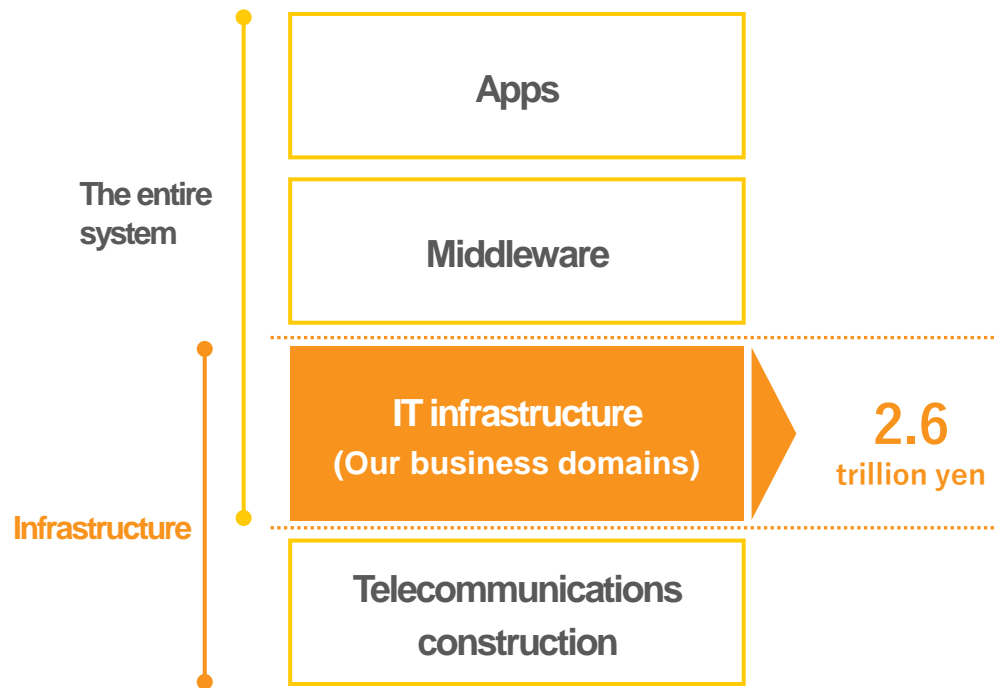 Apps
The entire
system
Middleware
IT infrastructure
(Our business domains)
2.6
trillion yen
Infrastructure
Telecommunications
construction